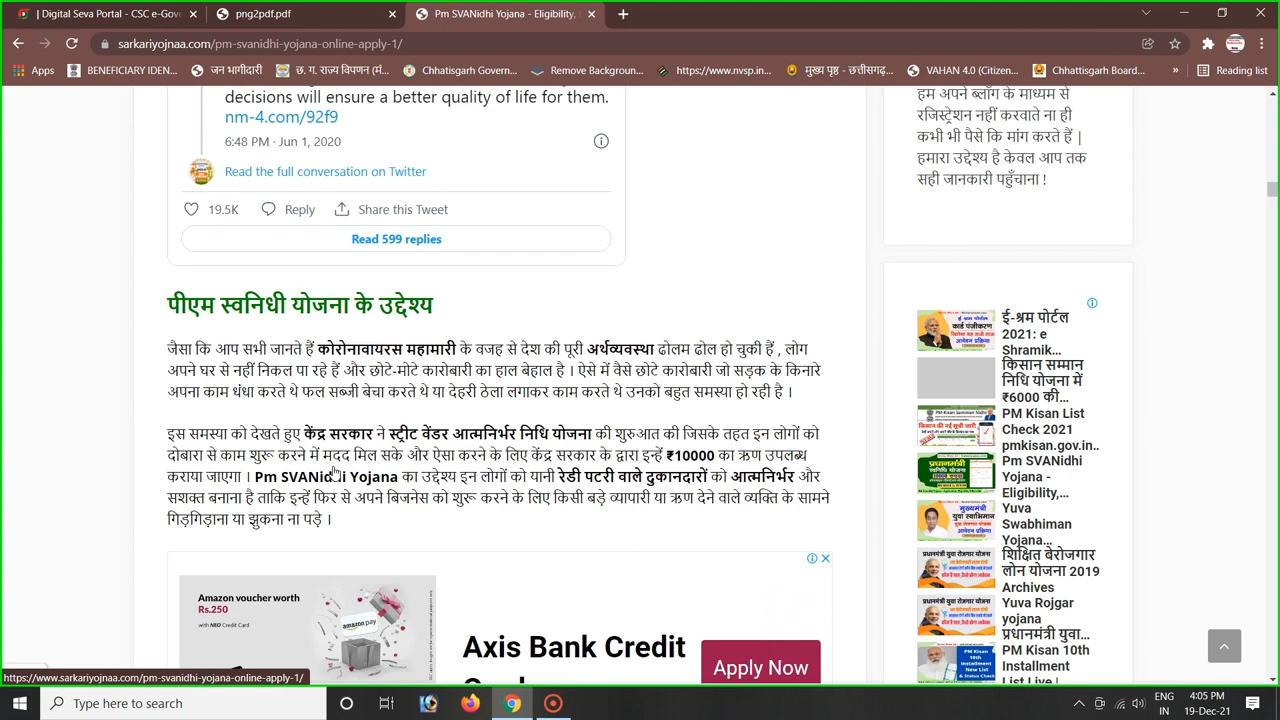 | Digital Seva Portal - CSC e-Gov
png2pdf.pdf
Pm SVANidhi Yojana - Eligibility,
sarkariyojnaa.com/pm-svanidhi-yojana-online-apply-1/
Apps
BENEFICIARY IDEN...
जन भागीदारी
छ. ग. राज्य विपणन (मं...
Chhatisgarh Govern...
Remove Backgroun...
https://www.nvsp.in...
मुख्य पृष्ठ - छत्तीसगढ़...
VAHAN 4.0 (Citizen...
Chhattisgarh Board...
»
Reading list
decisions will ensure a better quality of life for them.
nm-4.com/92f9
6:48 PM · Jun 1, 2020
Read the full conversation on Twitter
19.5K
Reply
Share this Tweet
Read 599 replies
पीएम स्वनिधी योजना के उद्देश्य
जैसा कि आप सभी जानते हैं कोरोनावायरस महामारी के वजह से देश की पूरी अर्थव्यवस्था ढोलम ढोल हो चुकी हैं , लोग
अपने घर से नहीं निकल पा रहे हैं और छोटे-मोटे कारोबारी का हाल बेहाल है । ऐसे में वैसे छोटे कारोबारी जो सड़क के किनारे
अपना काम धंधा करते थे फल सब्जी बेचा करते थे या देहरी ठेला लगाकर काम करते थे उनको बहुत समस्या हो रही है ।
इस समस्या को देखते हुए केंद्र सरकार ने स्ट्रीट वेंडर आत्मनिर्भर निधि योजना की शुरुआत की जिसके तहत इन लोगों को
दोबारा से काम शुरू करने में मदद मिल सके और ऐसा करने के लिए केंद्र सरकार के द्वारा इन्हें ₹10000 का ऋण उपलब्ध
कराया जाएगा Pm SVANidhi Yojana का उद्देश्य इन लोगों को यानी रेडी पटरी वाले दुकानदारों को आत्मनिर्भर और
सशक्त बनाना है ताकि इन्हें फिर से अपने बिजनेस को शुरू करने के लिए किसी बड़े व्यापारी या ऋण देने वाले व्यक्ति के सामने
गिड़गिड़ाना या झुकना ना पड़े ।
Amazon voucher worth
Rs.250
with NEO Credit Card
amazon pay
Axis Bank Credit
Apply Now
हम अपने ब्लॉग के माध्यम से
रजिस्ट्रेशन नहीं करवाते ना ही
कभी भी पैसे कि मांग करते हैं |
हमारा उद्देश्य है केवल आप तक
सही जानकारी पहुँचाना !
ई-श्रम पोर्टल
2021: e
Shramik...
किसान सम्मान
निधि योजना में
₹6000 की...
PM Kisan List
Check 2021
pmkisan.gov.in...
Pm SVANidhi
Yojana -
Eligibility,...
Yuva
Swabhiman
Yojana...
शिक्षित बेरोजगार
लोन योजना 2019
Archives
Yuva Rojgar
yojana
प्रधानमंत्री युवा...
PM Kisan 10th
Installment
List Live |
https://www.sarkariyojnaa.com/pm-svanidhi-yojana-online-apply-1/
Type here to search
ENG
IN
4:05 PM
19-Dec-21